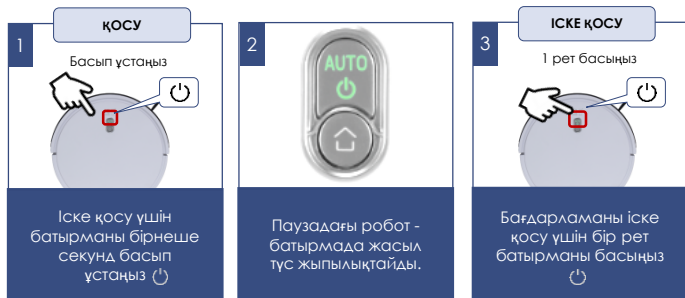 1
ҚОСУ
Басып ұстаңыз
Іске қосу үшін
батырманы бірнеше
секунд басып
ұстаңыз
2
AUTO
Паузадағы робот -
батырмада жасыл
түс жыпылықтайды.
3
ІСКЕ ҚОСУ
1 рет басыңыз
Бағдарламаны іске
қосу үшін бір рет
батырманы басыңыз